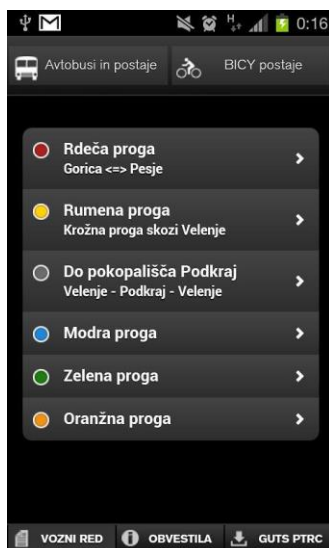 0:16
Avtobusi in postaje
BICY postaje
Rdeča proga
Gorica <=> Pesje
Rumena proga
Krožna proga skozi Velenje
Do pokopališča Podkraj
Velenje - Podkraj - Velenje
Modra proga
Zelena proga
Oranžna proga
VOZNI RED
OBVESTILA
GUTS PTRC